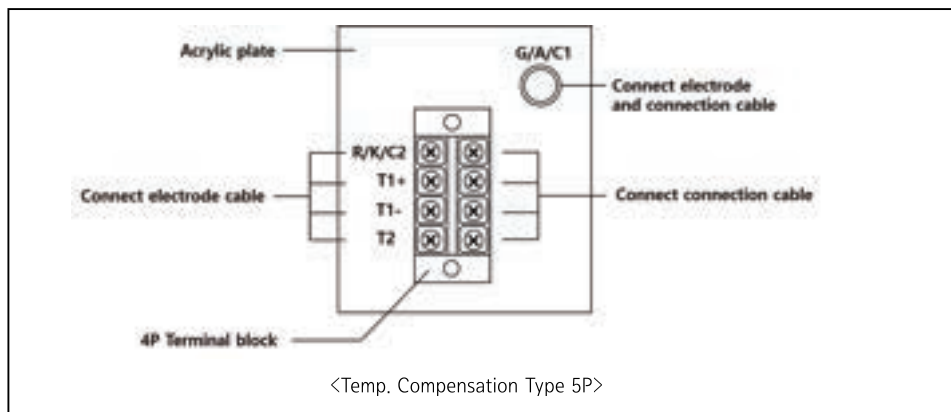 Acrylic plate
G/A/C1
Connect electrode
and connection cable
R/K/C2
T1+
Connect electrode cable
Connect connection cable
T1-
T2
4P Terminal block
<Temp. Compensation Type 5P>